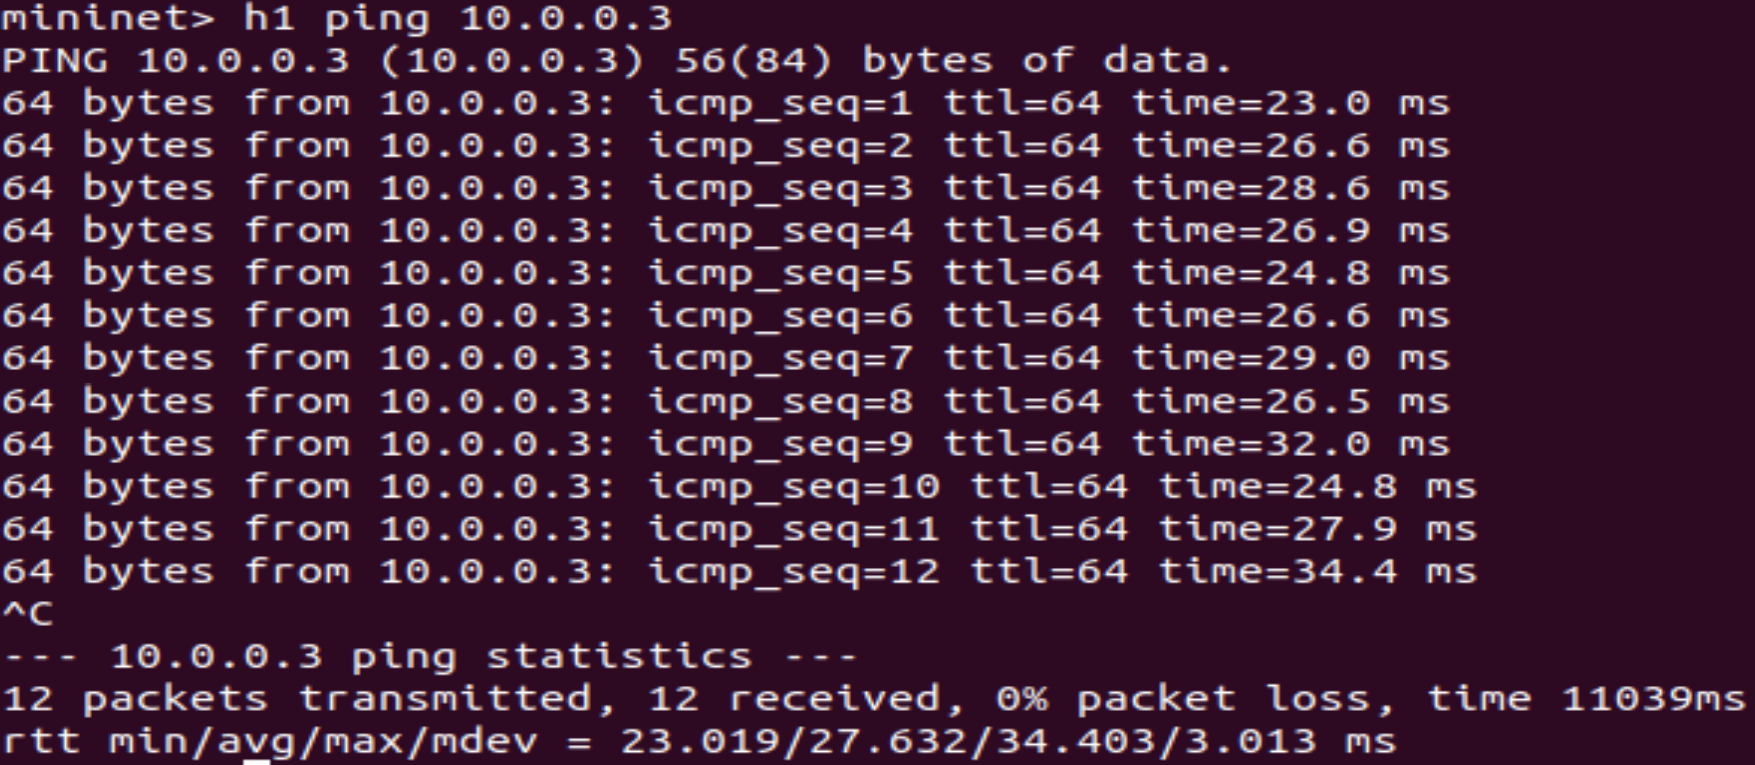 mininet> h1 ping 10.0.0.3
PING 10.0.0.3 (10.0.0.3) 56(84) bytes of data.
64 bytes from 10.0.0.3: icmp_seq=1 ttl=64 time=23.0 ms
64 bytes from 10.0.0.3: icmp_seq=2 ttl=64 time=26.6 ms
64 bytes from 10.0.0.3: icmp_seq=3 ttl=64 time=28.6 ms
64 bytes from 10.0.0.3: icmp_seq=4 ttl=64 time=26.9 ms
64 bytes from 10.0.0.3: icmp_seq=5 ttl=64 time=24.8 ms
64 bytes from 10.0.0.3: icmp_seq=6 ttl=64 time=26.6 ms
64 bytes from 10.0.0.3: icmp_seq=7 ttl=64 time=29.0 ms
64 bytes from 10.0.0.3: icmp_seq=8 ttl=64 time=26.5 ms
64 bytes from 10.0.0.3: icmp_seq=9 ttl=64 time=32.0 ms
64 bytes from 10.0.0.3: icmp_seq=10 ttl=64 time=24.8 ms
64 bytes from 10.0.0.3: icmp_seq=11 ttl=64 time=27.9 ms
64 bytes from 10.0.0.3: icmp_seq=12 ttl=64 time=34.4 ms
^C
--- 10.0.0.3 ping statistics ---
12 packets transmitted, 12 received, 0% packet loss, time 11039ms
rtt min/avg/max/mdev = 23.019/27.632/34.403/3.013 ms